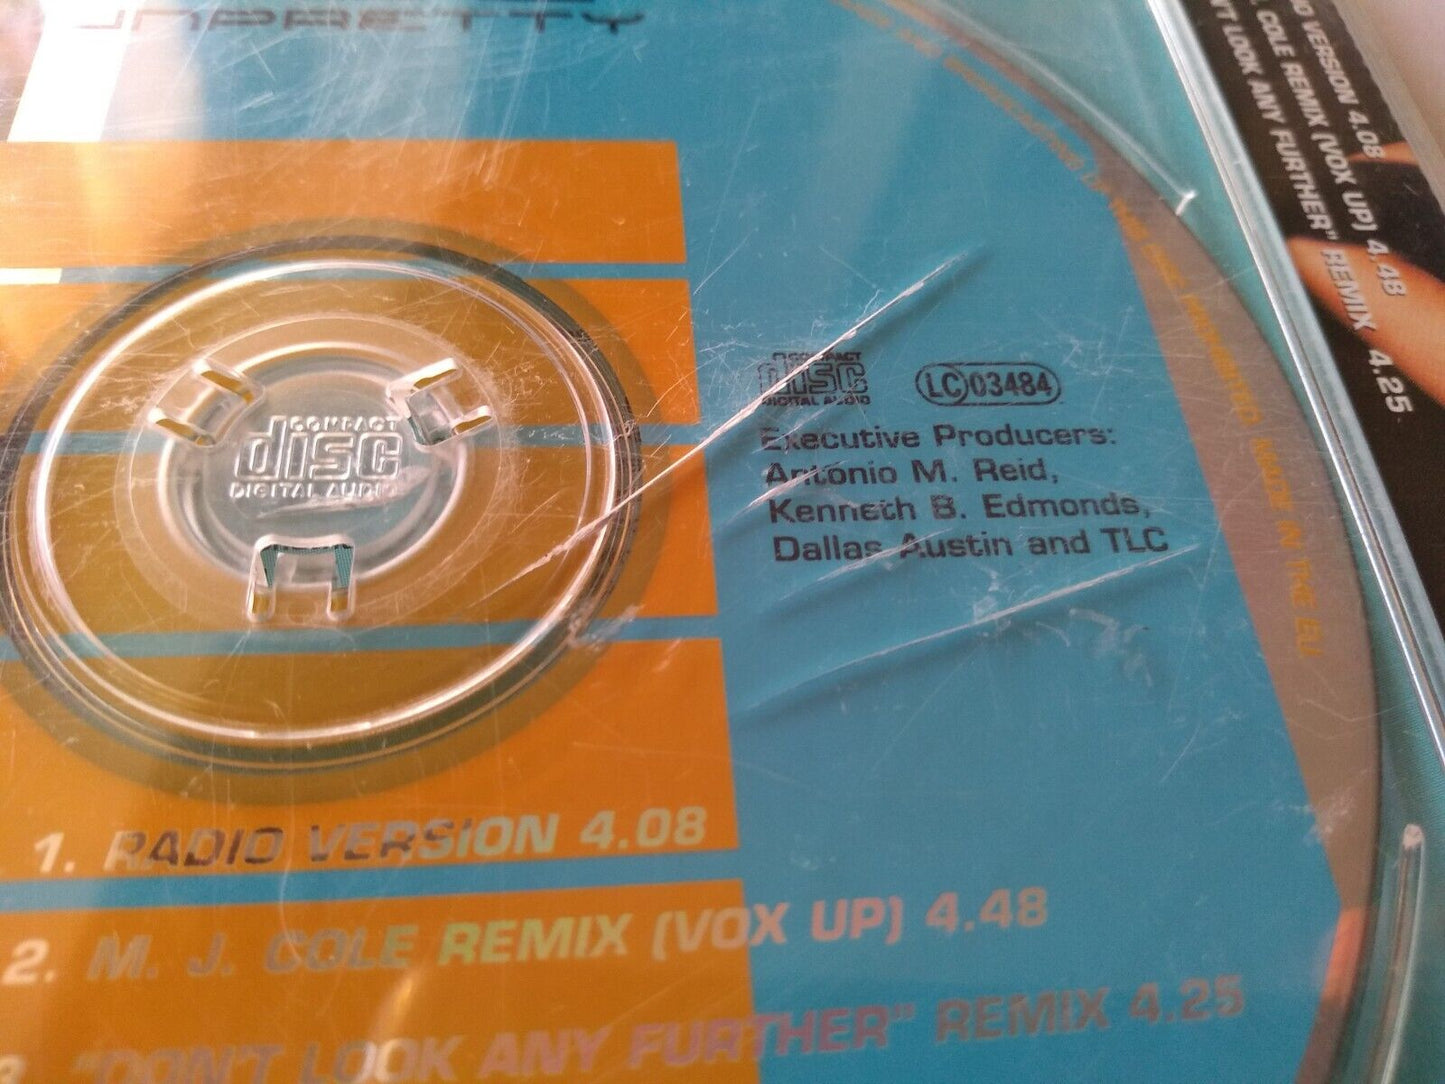 UNPRETTY
COMPACT
disc
DIGITAL AUDIO
LC 03484
Executive Producers:
Antonio M. Reid,
Kenneth B. Edmonds,
Dallas Austin and TLC
COMPACT
disc
DIGITAL AUDIO
1. RADIO VERSION 4.08
2. M. J. COLE REMIX (VOX UP) 4.48
3. "DON'T LOOK ANY FURTHER" REMIX 4.25
MADE IN THE EU
VERSION 4.08
COLE REMIX (VOX UP) 4.48
LOOK ANY FURTHER" REMIX 4.25